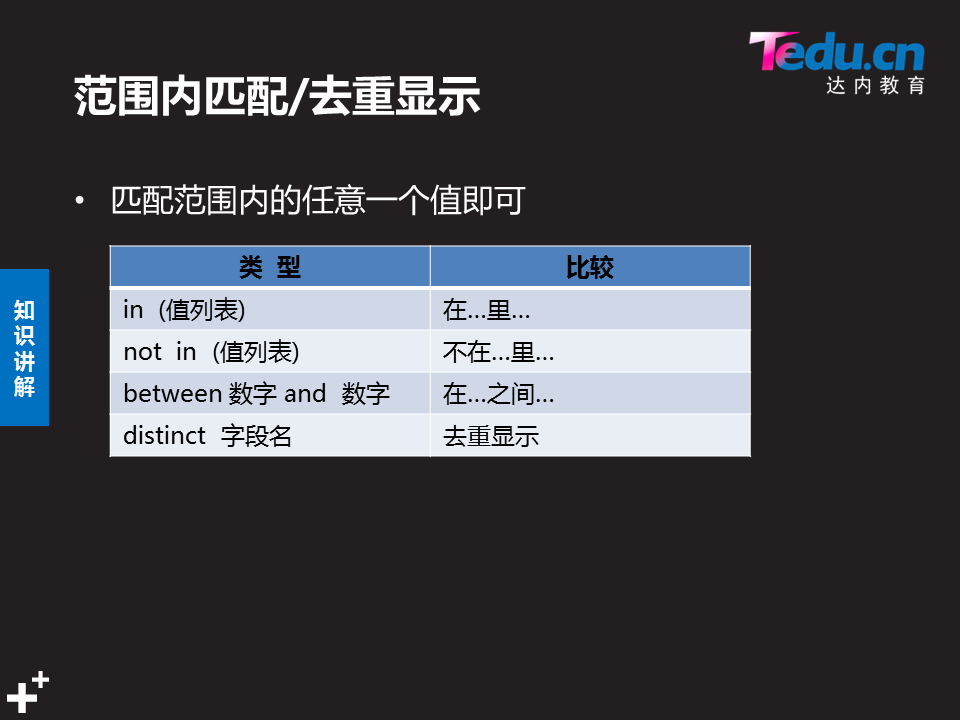 Tedu.cn
达内教育
范围内匹配/去重显示
• 匹配范围内的任意一个值即可
类 型 比较
in (值列表) 在…里…
not in (值列表) 不在…里…
between 数字 and 数字 在…之间…
distinct 字段名 去重显示
知
识
讲
解